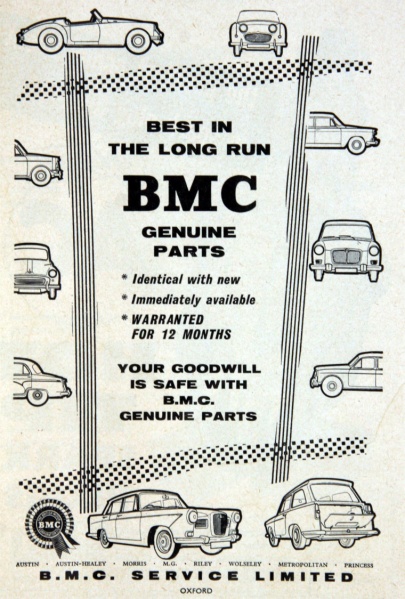 BEST IN
THE LONG RUN
BMC
GENUINE
PARTS
* Identical with new
* Immediately available
* WARRANTED
FOR 12 MONTHS
YOUR GOODWILL
IS SAFE WITH
B.M.C.
GENUINE PARTS
BMC
AUSTIN · AUSTIN-HEALEY · MORRIS · M.G. · RILEY · WOLSELEY · METROPOLITAN · PRINCESS
B.M.C. SERVICE LIMITED
OXFORD